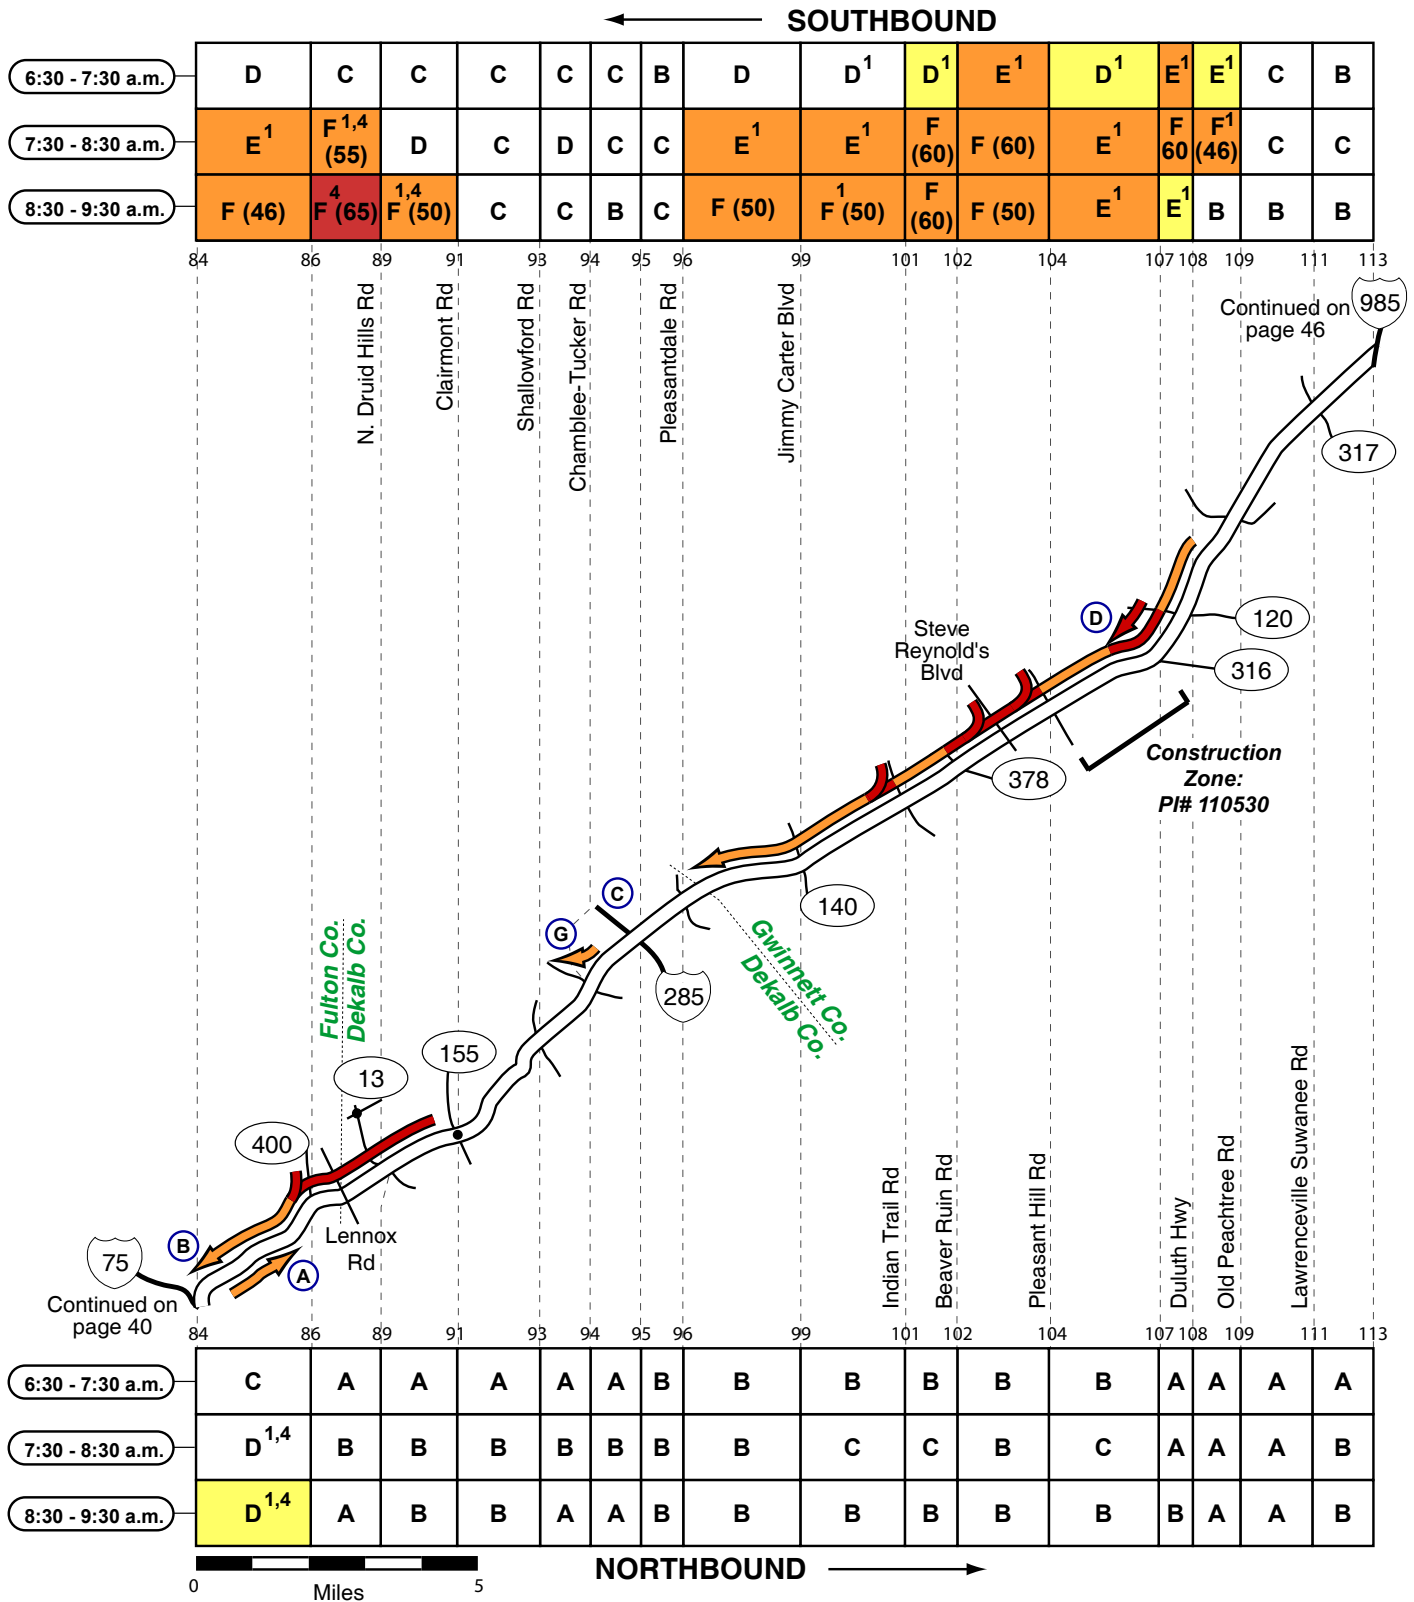 SOUTHBOUND
6:30 - 7:30 a.m. D C C C C C B D D1 D1 E1 D1 E1 E1 C B
7:30 - 8:30 a.m. E1 F1,4 (55) D C D C C E1 E1 F (60) F (60) E1 F 60 F1 (46) C C
8:30 - 9:30 a.m. F (46) F4 (65) F1,4 (50) C C B C F (50) F1 (50) F (60) F (50) E1 E1 B B B
84 86 89 91 93 94 95 96 99 101 102 104 107 108 109 111 113
N. Druid Hills Rd
Clairmont Rd
Shallowford Rd
Chamblee-Tucker Rd
Pleasantdale Rd
Jimmy Carter Blvd
Continued on
page 46
985
317
120
316
D
Steve
Reynold's
Blvd
Construction
Zone:
PI# 110530
378
140
C
G
285
Gwinnett Co.
Dekalb Co.
Fulton Co.
Dekalb Co.
155
13
400
B
A
75
Lennox
Rd
Continued on
page 40
Indian Trail Rd
Beaver Ruin Rd
Pleasant Hill Rd
Duluth Hwy
Old Peachtree Rd
Lawrenceville Suwanee Rd
84 86 89 91 93 94 95 96 99 101 102 104 107 108 109 111 113
6:30 - 7:30 a.m. C A A A A A B B B B B B A A A A
7:30 - 8:30 a.m. D1,4 B B B B B B B C C B C A A A B
8:30 - 9:30 a.m. D1,4 A B B A A B B B B B B B A A B
NORTHBOUND
0 5
Miles